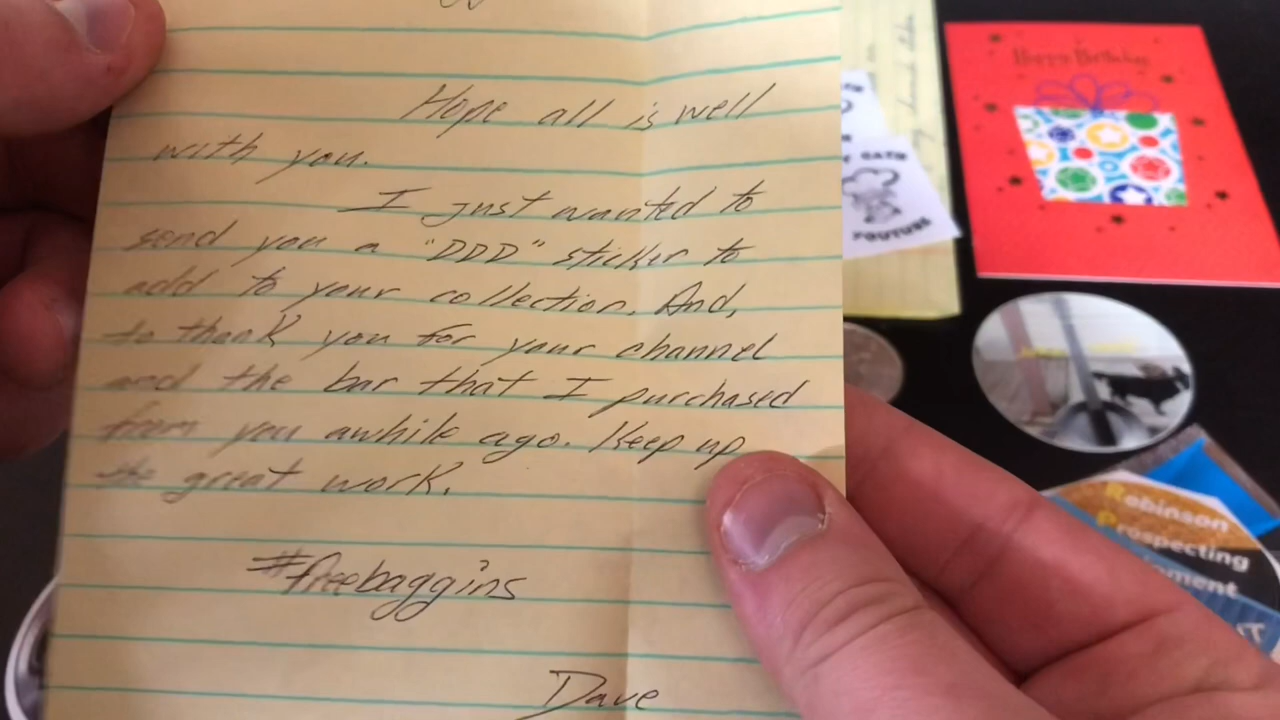 Hope all is well
with you.
I just wanted to
send you a "DDD" sticker to
add to your collection. And,
to thank you for your channel
and the bar that I purchased
from you awhile ago. Keep up
the great work.
#freebaggins
Dave
Happy Birthday
YOUTUBE
Robinson
Prospecting